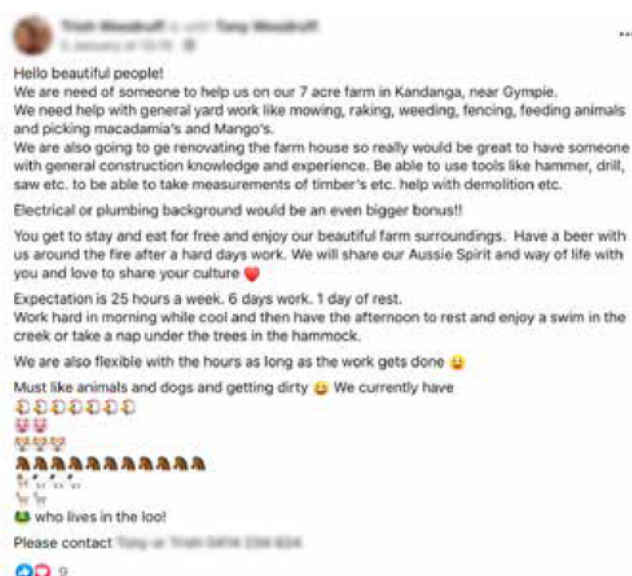 Hello beautiful people!
We are need of someone to help us on our 7 acre farm in Kandanga, near Gympie.
We need help with general yard work like mowing, raking, weeding, fencing, feeding animals
and picking macadamia's and Mango's.
We are also going to ge renovating the farm house so really would be great to have someone
with general construction knowledge and experience. Be able to use tools like hammer, drill,
saw etc. to be able to take measurements of timber's etc. help with demolition etc.
Electrical or plumbing background would be an even bigger bonus!!
You get to stay and eat for free and enjoy our beautiful farm surroundings. Have a beer with
us around the fire after a hard days work. We will share our Aussie Spirit and way of life with
you and love to share your culture ❤️
Expectation is 25 hours a week. 6 days work. 1 day of rest.
Work hard in morning while cool and then have the afternoon to rest and enjoy a swim in the
creek or take a nap under the trees in the hammock.
We are also flexible with the hours as long as the work gets done 😄
Must like animals and dogs and getting dirty 😄 We currently have
who lives in the loo!
Please contact
9